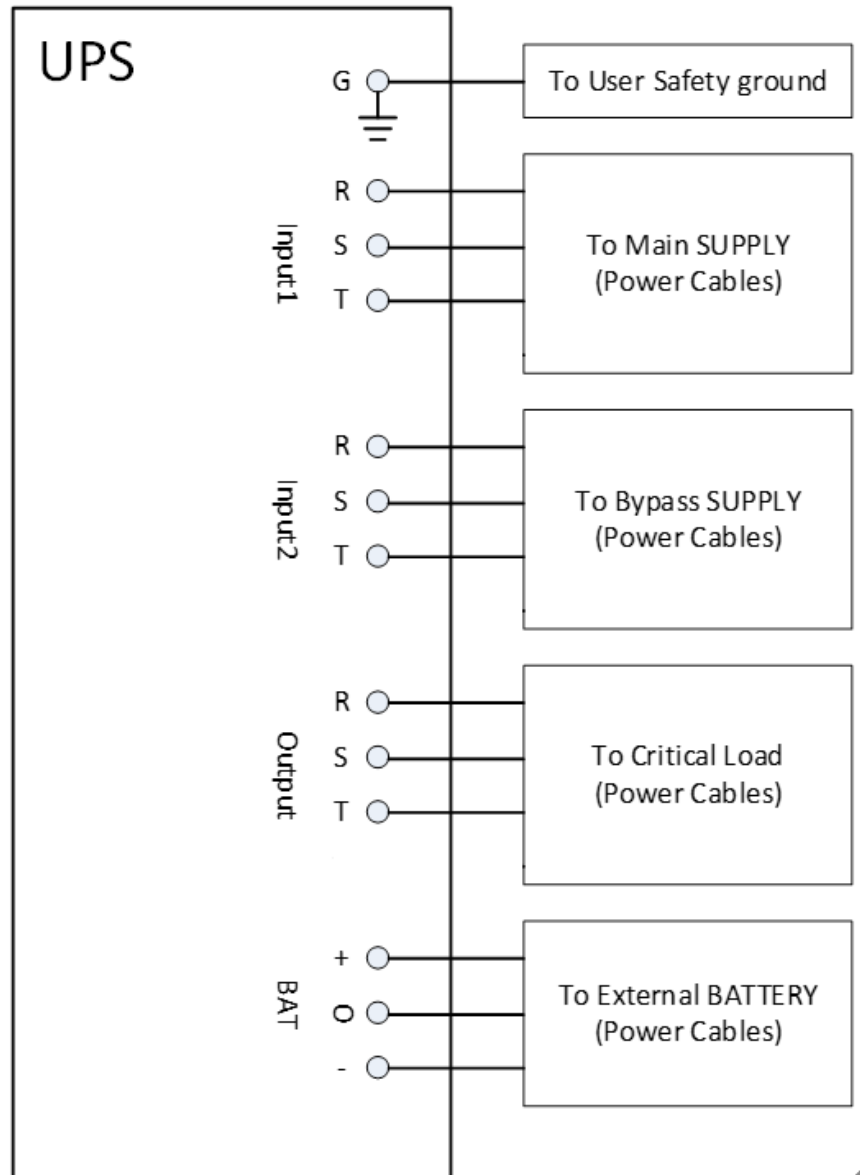 UPS
G
To User Safety ground
Input1
R
S
T
To Main SUPPLY
(Power Cables)
Input2
R
S
T
To Bypass SUPPLY
(Power Cables)
Output
R
S
T
To Critical Load
(Power Cables)
BAT
+
O
-
To External BATTERY
(Power Cables)